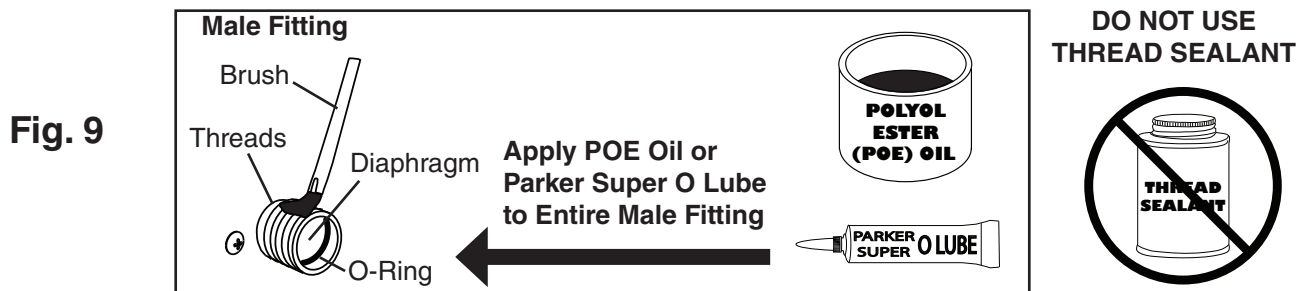 Fig. 9
Male Fitting
Brush
Threads
Diaphragm
O-Ring
Apply POE Oil or
Parker Super O Lube
to Entire Male Fitting
POLYOL
ESTER
(POE) OIL
PARKER
SUPER O LUBE
DO NOT USE
THREAD SEALANT
THREAD
SEALANT